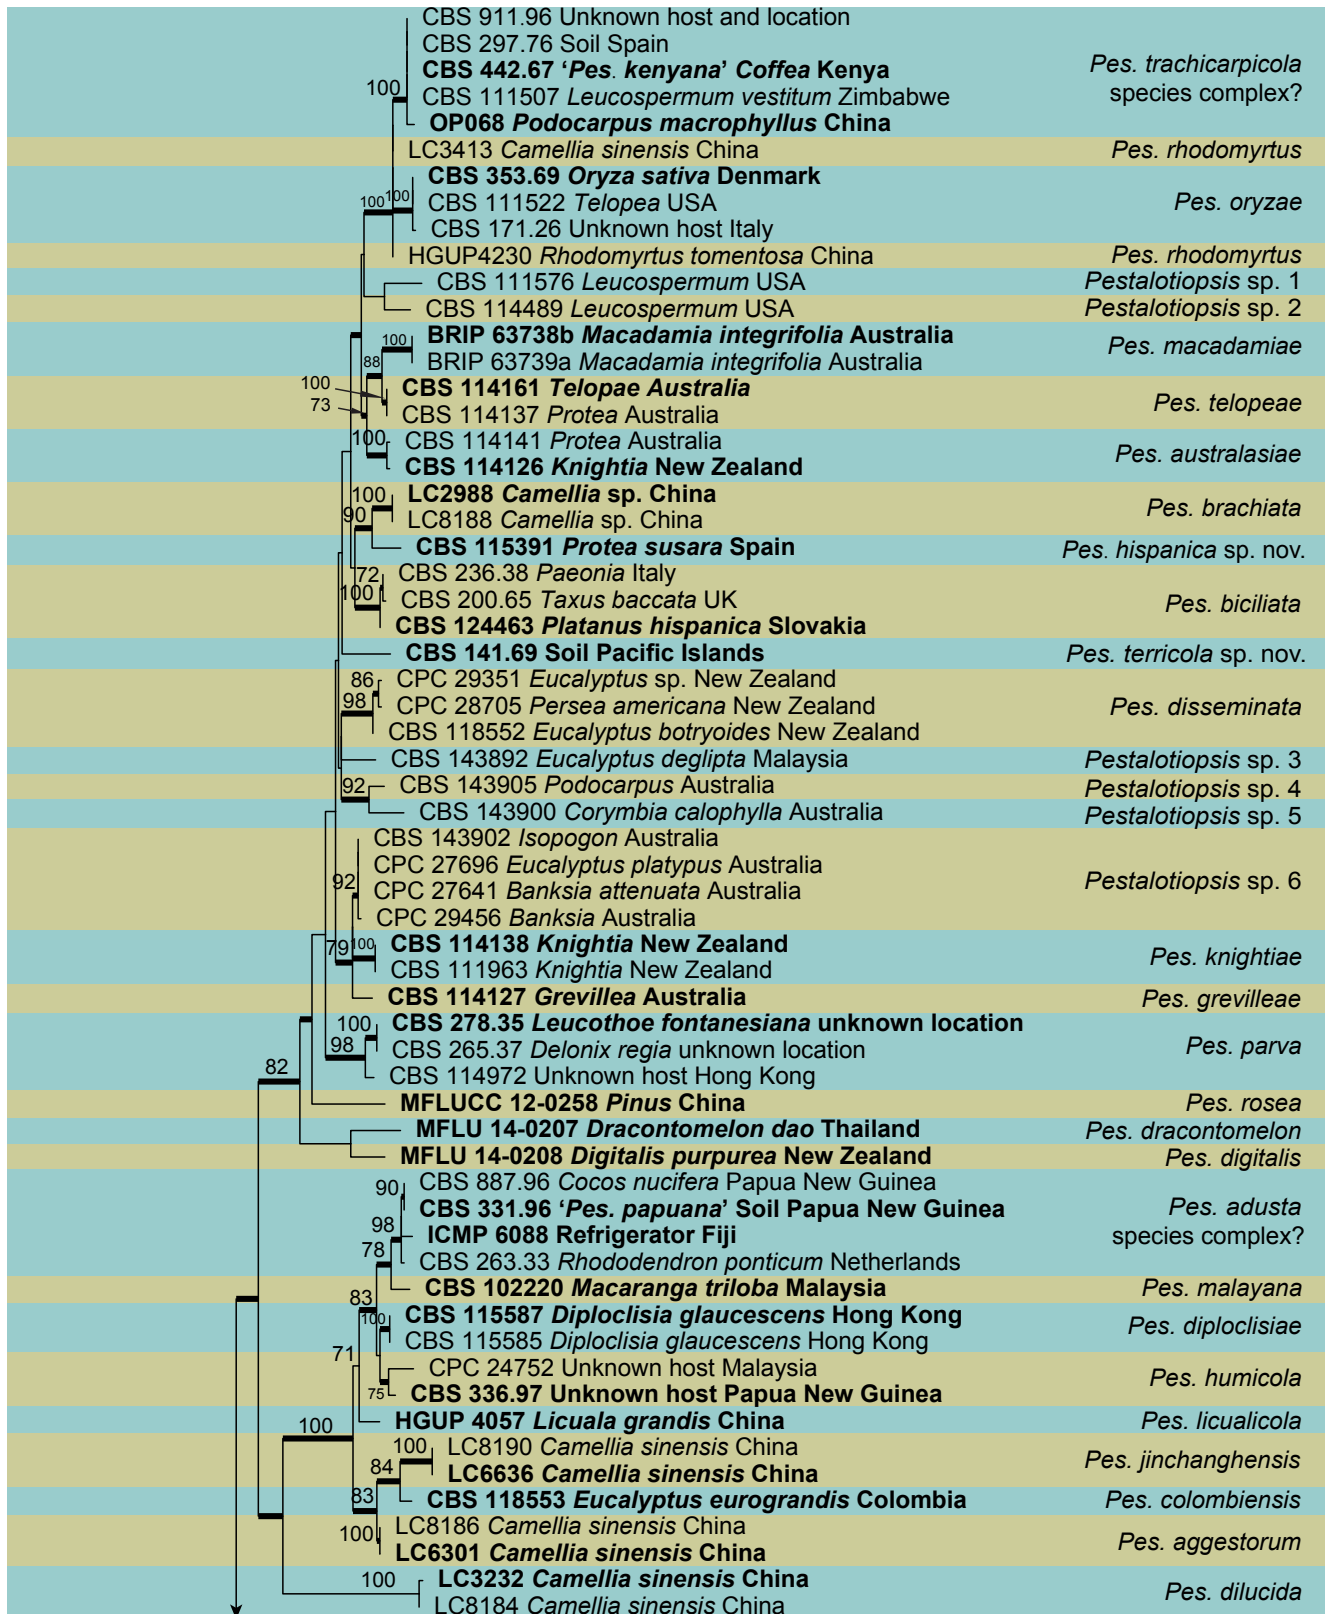 CBS 911.96 Unknown host and location
CBS 297.76 Soil Spain
CBS 442.67 ‘Pes. kenyana’ Coffea Kenya
Pes. trachicarpicola
species complex?
100
CBS 111507 Leucospermum vestitum Zimbabwe
OP068 Podocarpus macrophyllus China
LC3413 Camellia sinensis China
Pes. rhodomyrtus
CBS 353.69 Oryza sativa Denmark
100 100
CBS 111522 Telopea USA
Pes. oryzae
CBS 171.26 Unknown host Italy
HGUP4230 Rhodomyrtus tomentosa China
Pes. rhodomyrtus
CBS 111576 Leucospermum USA
Pestalotiopsis sp. 1
CBS 114489 Leucospermum USA
Pestalotiopsis sp. 2
BRIP 63738b Macadamia integrifolia Australia
100
Pes. macadamiae
88
BRIP 63739a Macadamia integrifolia Australia
100
CBS 114161 Telopae Australia
Pes. telopeae
73
CBS 114137 Protea Australia
100
CBS 114141 Protea Australia
Pes. australasiae
CBS 114126 Knightia New Zealand
100
LC2988 Camellia sp. China
Pes. brachiata
90
LC8188 Camellia sp. China
CBS 115391 Protea susara Spain
Pes. hispanica sp. nov.
72
CBS 236.38 Paeonia Italy
100
CBS 200.65 Taxus baccata UK
Pes. biciliata
CBS 124463 Platanus hispanica Slovakia
CBS 141.69 Soil Pacific Islands
Pes. terricola sp. nov.
86
CPC 29351 Eucalyptus sp. New Zealand
98
CPC 28705 Persea americana New Zealand
Pes. disseminata
CBS 118552 Eucalyptus botryoides New Zealand
CBS 143892 Eucalyptus deglipta Malaysia
Pestalotiopsis sp. 3
92
CBS 143905 Podocarpus Australia
Pestalotiopsis sp. 4
CBS 143900 Corymbia calophylla Australia
Pestalotiopsis sp. 5
CBS 143902 Isopogon Australia
CPC 27696 Eucalyptus platypus Australia
92
Pestalotiopsis sp. 6
CPC 27641 Banksia attenuata Australia
CPC 29456 Banksia Australia
79 100
CBS 114138 Knightia New Zealand
Pes. knightiae
CBS 111963 Knightia New Zealand
CBS 114127 Grevillea Australia
Pes. grevilleae
100
CBS 278.35 Leucothoe fontanesiana unknown location
98
CBS 265.37 Delonix regia unknown location
Pes. parva
82
CBS 114972 Unknown host Hong Kong
MFLUCC 12-0258 Pinus China
Pes. rosea
MFLU 14-0207 Dracontomelon dao Thailand
Pes. dracontomelon
MFLU 14-0208 Digitalis purpurea New Zealand
Pes. digitalis
90
CBS 887.96 Cocos nucifera Papua New Guinea
CBS 331.96 ‘Pes. papuana’ Soil Papua New Guinea
Pes. adusta
species complex?
98
ICMP 6088 Refrigerator Fiji
78
CBS 263.33 Rhododendron ponticum Netherlands
CBS 102220 Macaranga triloba Malaysia
Pes. malayana
83
100
CBS 115587 Diploclisia glaucescens Hong Kong
Pes. diploclisiae
CBS 115585 Diploclisia glaucescens Hong Kong
71
CPC 24752 Unknown host Malaysia
Pes. humicola
75
CBS 336.97 Unknown host Papua New Guinea
100
HGUP 4057 Licuala grandis China
Pes. licualicola
100
LC8190 Camellia sinensis China
Pes. jinchanghensis
84
LC6636 Camellia sinensis China
83
CBS 118553 Eucalyptus eurograndis Colombia
Pes. colombiensis
100
LC8186 Camellia sinensis China
Pes. aggestorum
LC6301 Camellia sinensis China
100
LC3232 Camellia sinensis China
Pes. dilucida
LC8184 Camellia sinensis China